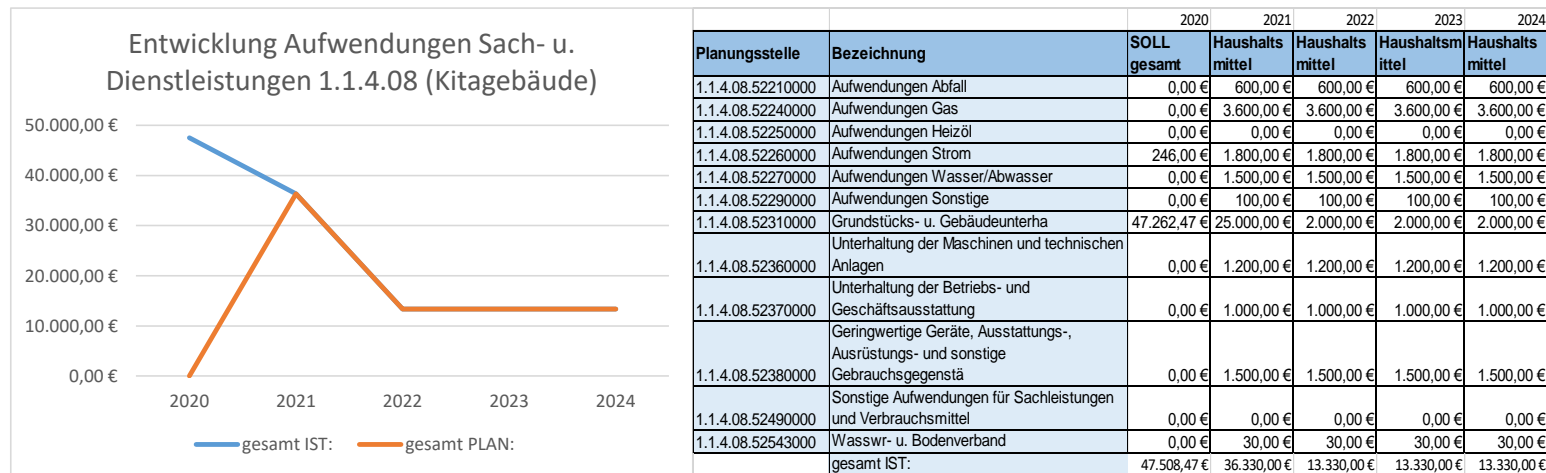 Entwicklung Aufwendungen Sach- u.
Dienstleistungen 1.1.4.08 (Kitagebäude)
50.000,00 €
40.000,00 €
30.000,00 €
20.000,00 €
10.000,00 €
0,00 €
2020 2021 2022 2023 2024
gesamt IST: gesamt PLAN:
2020 2021 2022 2023 2024
Planungsstelle Bezeichnung SOLL gesamt Haushalts mittel Haushalts mittel Haushaltsm ittel Haushalts mittel
1.1.4.08.52210000 Aufwendungen Abfall 0,00 € 600,00 € 600,00 € 600,00 € 600,00 €
1.1.4.08.52240000 Aufwendungen Gas 0,00 € 3.600,00 € 3.600,00 € 3.600,00 € 3.600,00 €
1.1.4.08.52250000 Aufwendungen Heizöl 0,00 € 0,00 € 0,00 € 0,00 € 0,00 €
1.1.4.08.52260000 Aufwendungen Strom 246,00 € 1.800,00 € 1.800,00 € 1.800,00 € 1.800,00 €
1.1.4.08.52270000 Aufwendungen Wasser/Abwasser 0,00 € 1.500,00 € 1.500,00 € 1.500,00 € 1.500,00 €
1.1.4.08.52290000 Aufwendungen Sonstige 0,00 € 100,00 € 100,00 € 100,00 € 100,00 €
1.1.4.08.52310000 Grundstücks- u. Gebäudeunterha 47.262,47 € 25.000,00 € 2.000,00 € 2.000,00 € 2.000,00 €
Unterhaltung der Maschinen und technischen
1.1.4.08.52360000 Anlagen 0,00 € 1.200,00 € 1.200,00 € 1.200,00 € 1.200,00 €
Unterhaltung der Betriebs- und
1.1.4.08.52370000 Geschäftsausstattung 0,00 € 1.000,00 € 1.000,00 € 1.000,00 € 1.000,00 €
Geringwertige Geräte, Ausstattungs-,
Ausrüstungs- und sonstige
1.1.4.08.52380000 Gebrauchsgegenstä 0,00 € 1.500,00 € 1.500,00 € 1.500,00 € 1.500,00 €
Sonstige Aufwendungen für Sachleistungen
1.1.4.08.52490000 und Verbrauchsmittel 0,00 € 0,00 € 0,00 € 0,00 € 0,00 €
1.1.4.08.52543000 Wasswr- u. Bodenverband 0,00 € 30,00 € 30,00 € 30,00 € 30,00 €
gesamt IST: 47.508,47 € 36.330,00 € 13.330,00 € 13.330,00 € 13.330,00 €